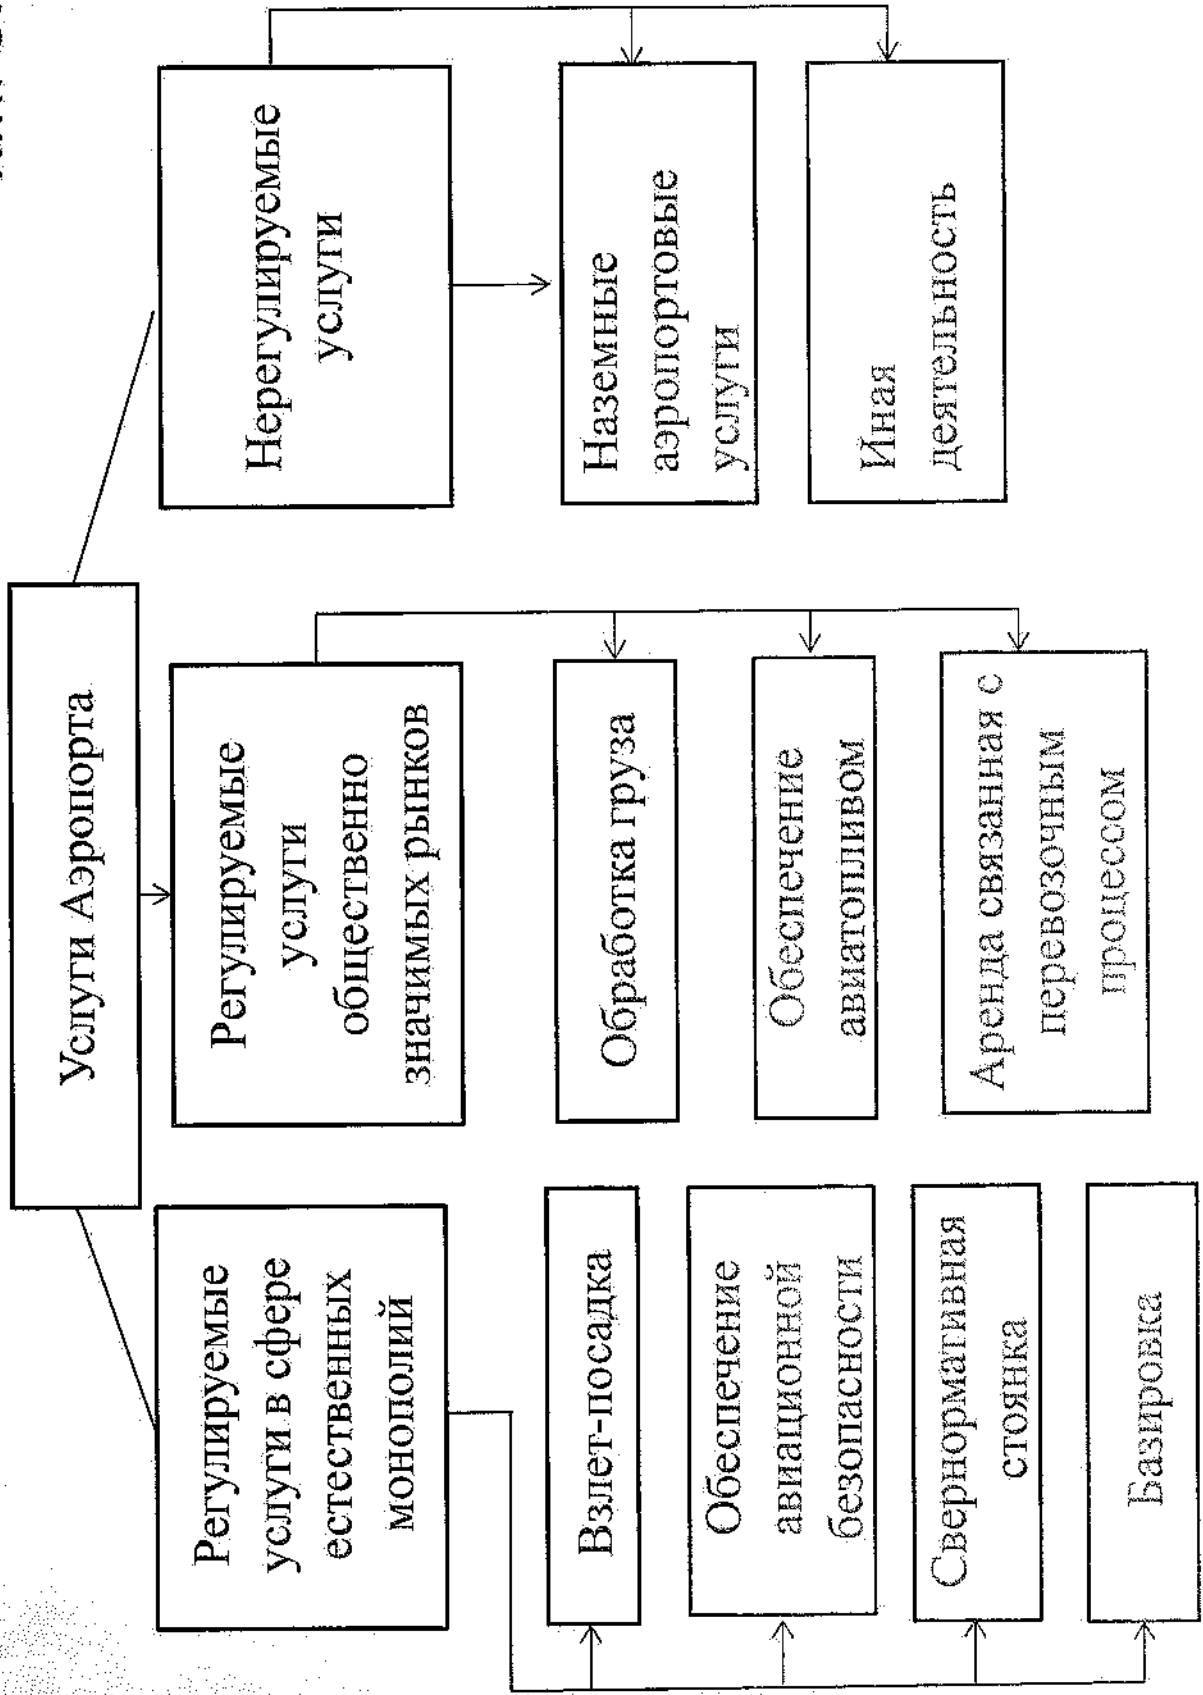 Услуги Аэропорта
Регулируемые
услуги в сфере
естественных
монополий
Взлет-посадка
Обеспечение
авиационной
безопасности
Свернормативная
стоянка
Базировка
Регулируемые
услуги
общественно
значимых рынков
Обработка груза
Обеспечение
авиатопливом
Аренда связанная с
перевозочным
процессом
Нерегулируемые
услуги
Наземные
аэропортовые
услуги
Иная
деятельность